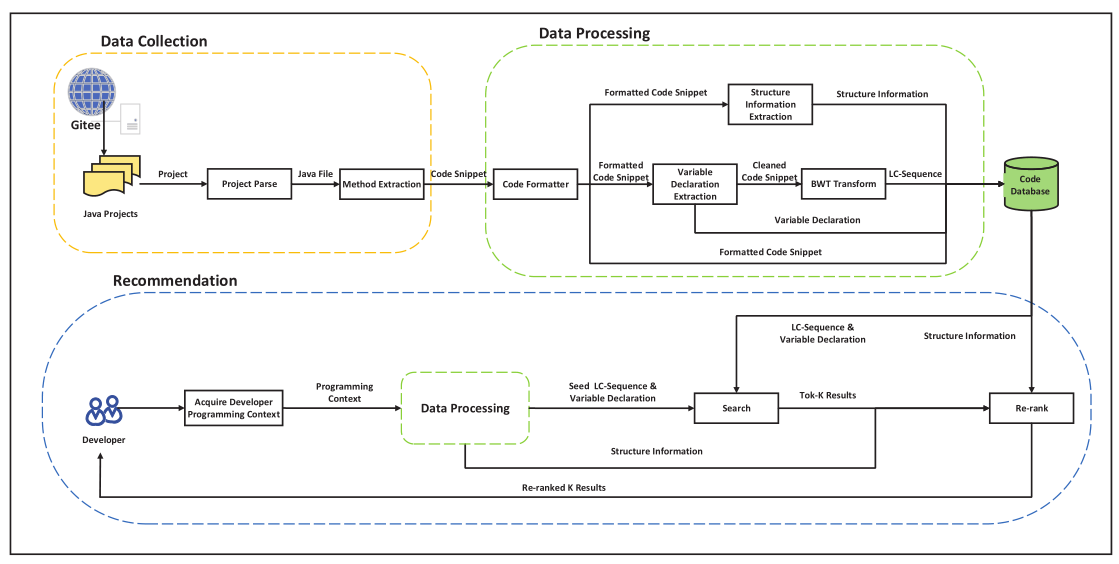 Data Collection
Data Processing
Gitee
Java Projects
Project
Project Parse
Java File
Method Extraction
Code Snippet
Code Formatter
Formatted Code Snippet
Structure
Information
Extraction
Structure Information
Formatted
Code Snippet
Variable
Declaration
Extraction
Cleaned
Code Snippet
BWT Transform
LC-Sequence
Variable Declaration
Formatted Code Snippet
Code
Database
Recommendation
LC-Sequence &
Variable Declaration
Structure Information
Developer
Acquire Developer
Programming Context
Programming
Context
Data Processing
Seed LC-Sequence &
Variable Declaration
Search
Tok-K Results
Re-rank
Structure Information
Re-ranked K Results